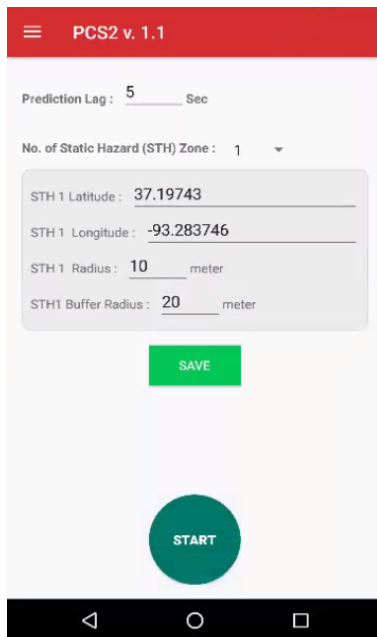 PCS2 v. 1.1
Prediction Lag : 5 Sec
No. of Static Hazard (STH) Zone : 1
STH 1 Latitude : 37.19743
STH 1 Longitude : -93.283746
STH 1 Radius : 10 meter
STH1 Buffer Radius : 20 meter
SAVE
START